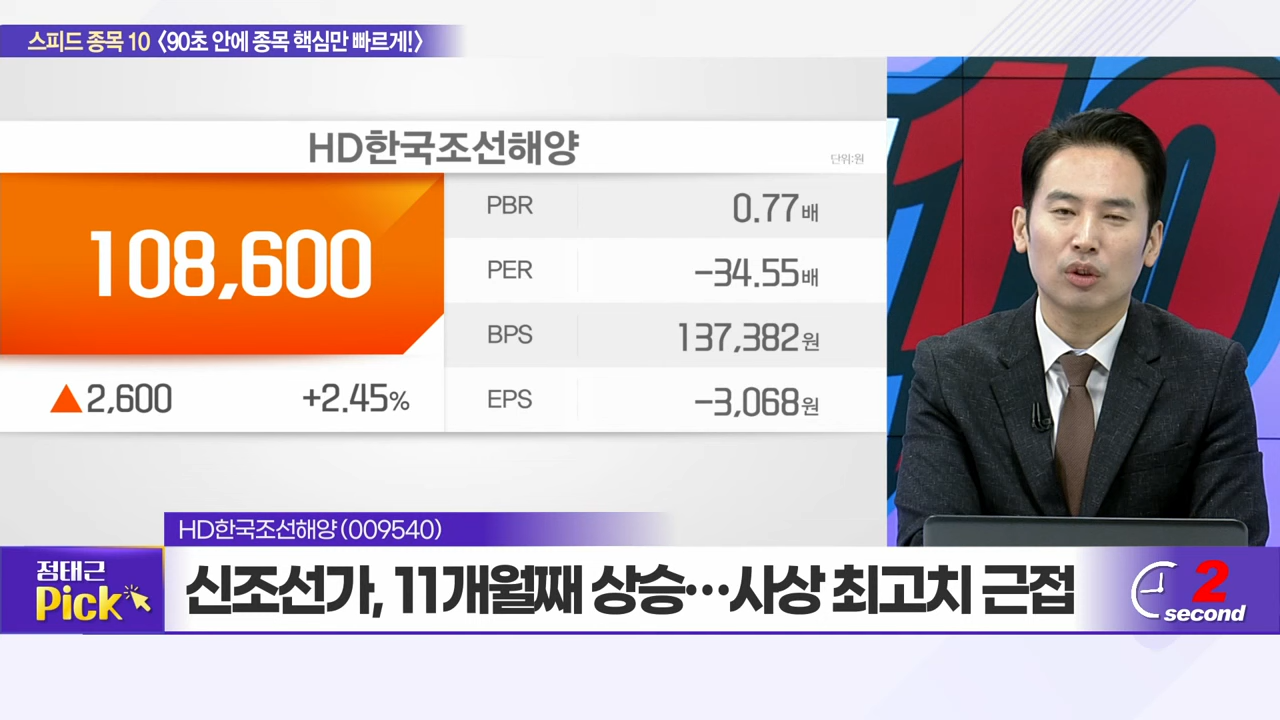 스피드 종목 10 〈90초 안에 종목 핵심만 빠르게!〉
HD한국조선해양
단위:원
108,600
▲2,600 +2.45%
PBR 0.77배
PER -34.55배
BPS 137,382원
EPS -3,068원
10
HD한국조선해양(009540)
정태근
Pick
신조선가, 11개월째 상승…사상 최고치 근접
2
second